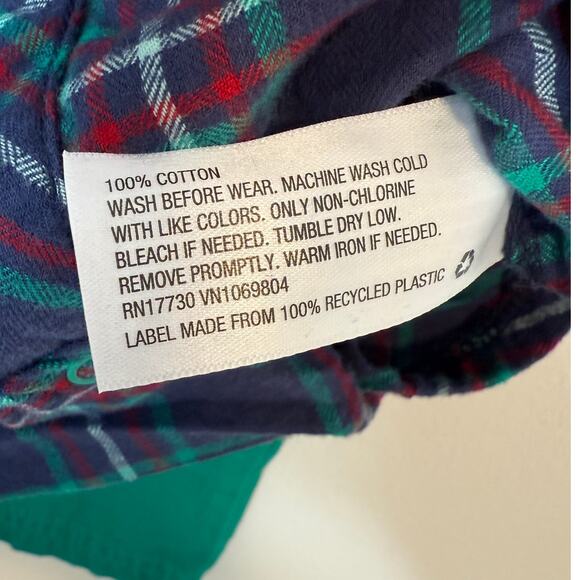 100% COTTON
WASH BEFORE WEAR. MACHINE WASH COLD
WITH LIKE COLORS. ONLY NON-CHLORINE
BLEACH IF NEEDED. TUMBLE DRY LOW.
REMOVE PROMPTLY. WARM IRON IF NEEDED.
RN17730 VN1069804
LABEL MADE FROM 100% RECYCLED PLASTIC